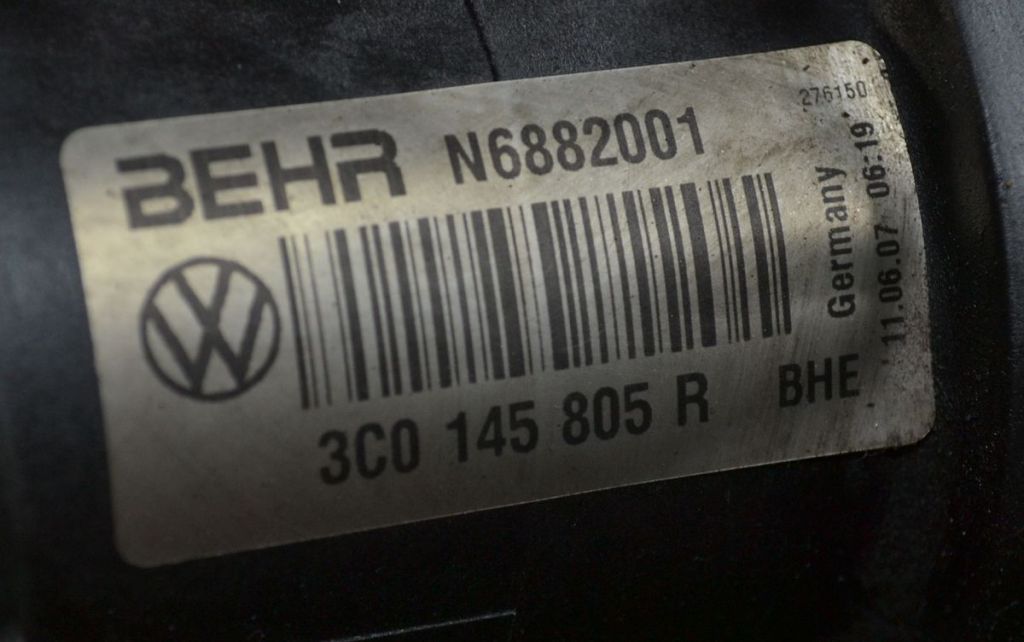 BEHR N6882001
3C0 145 805 R BHE
276150
Germany
11.06.07 06:19